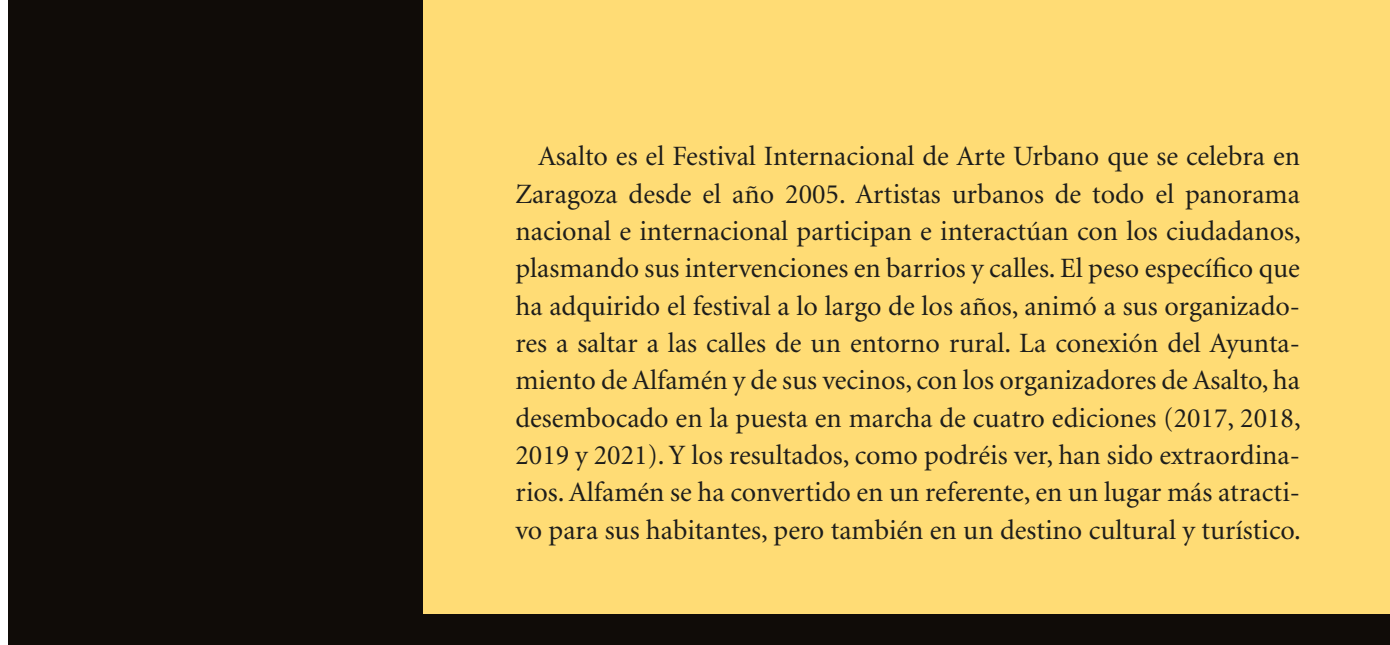 Asalto es el Festival Internacional de Arte Urbano que se celebra en
Zaragoza desde el año 2005. Artistas urbanos de todo el panorama
nacional e internacional participan e interactúan con los ciudadanos,
plasmando sus intervenciones en barrios y calles. El peso específico que
ha adquirido el festival a lo largo de los años, animó a sus organizado-
res a saltar a las calles de un entorno rural. La conexión del Ayunta-
miento de Alfamén y de sus vecinos, con los organizadores de Asalto, ha
desembocado en la puesta en marcha de cuatro ediciones (2017, 2018,
2019 y 2021). Y los resultados, como podréis ver, han sido extraordina-
rios. Alfamén se ha convertido en un referente, en un lugar más atracti-
vo para sus habitantes, pero también en un destino cultural y turístico.